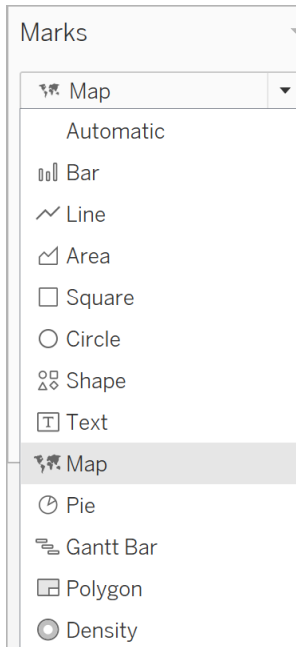 Marks
Map
Automatic
Bar
Line
Area
Square
Circle
Shape
Text
Map
Pie
Gantt Bar
Polygon
Density